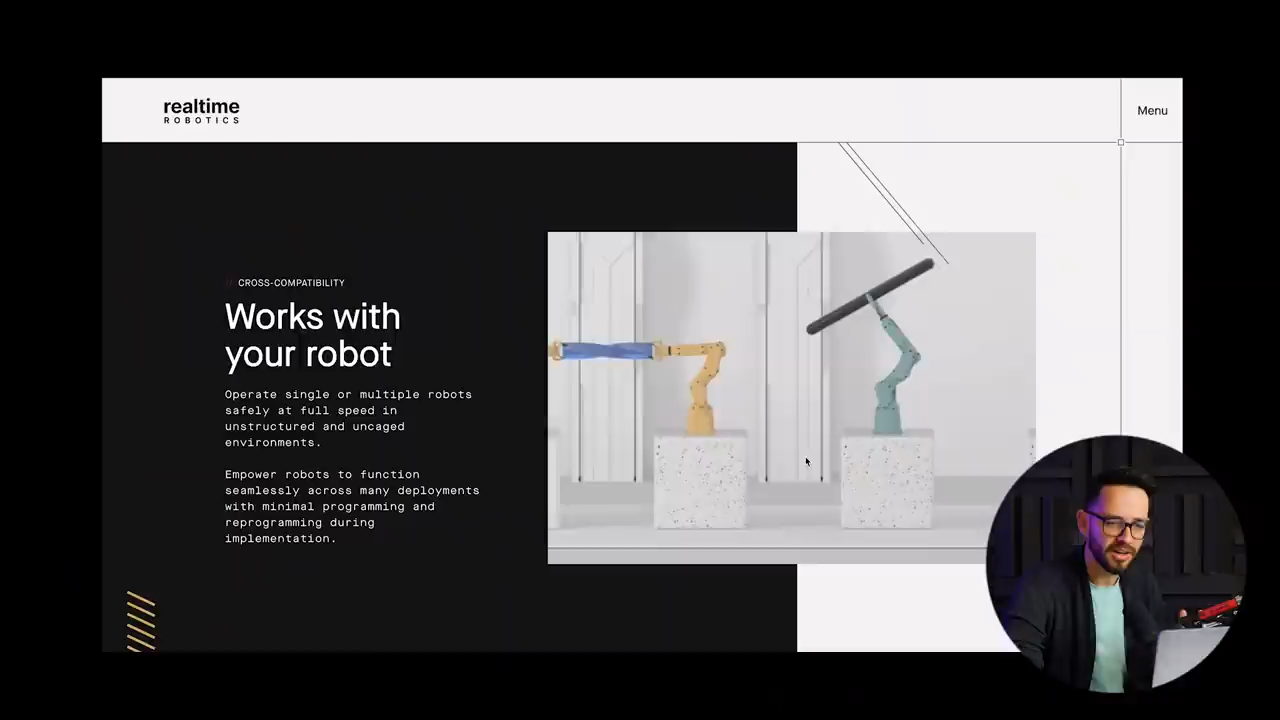 realtime
ROBOTICS
Menu
// CROSS-COMPATIBILITY
Works with
your robot
Operate single or multiple robots
safely at full speed in
unstructured and uncaged
environments.
Empower robots to function
seamlessly across many deployments
with minimal programming and
reprogramming during
implementation.